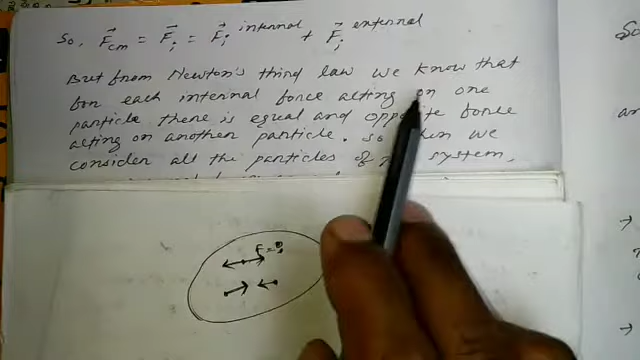 So, F⃗cm = F⃗i = F⃗i internal + F⃗i external
But from Newton's third law we know that
for each internal force acting on one
particle there is equal and opposite force
acting on another particle. So when we
consider all the particles of system,
F=